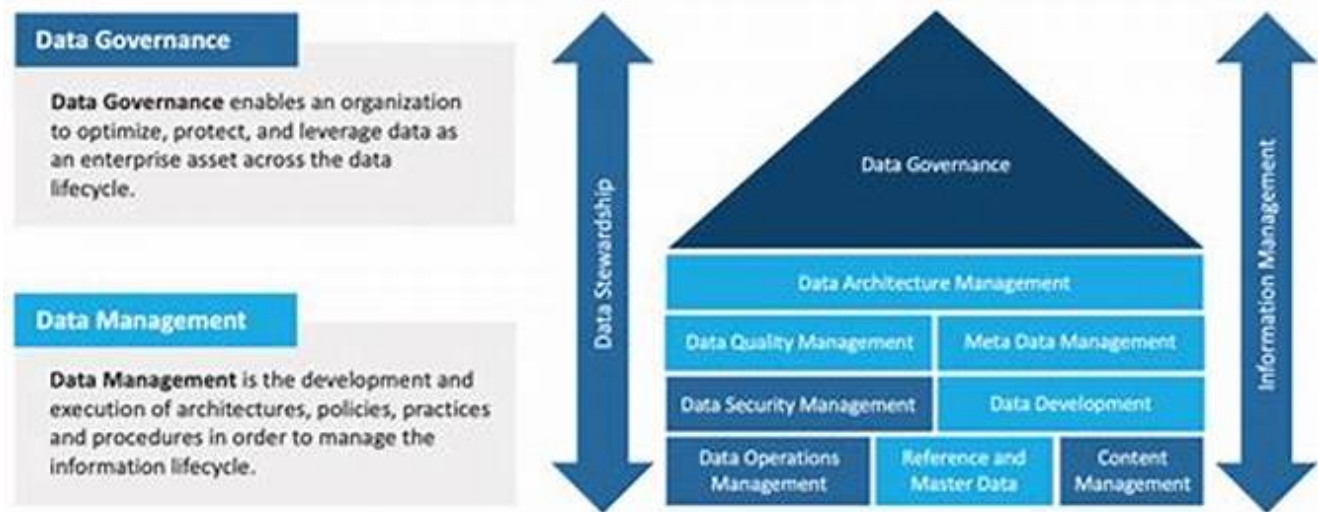 Data Governance
Data Governance enables an organization
to optimize, protect, and leverage data as
an enterprise asset across the data
lifecycle.
Data Management
Data Management is the development and
execution of architectures, policies, practices
and procedures in order to manage the
information lifecycle.
Data Stewardship
Data Governance
Data Architecture Management
Data Quality Management
Meta Data Management
Data Security Management
Data Development
Data Operations
Management
Reference and
Master Data
Content
Management
Information Management